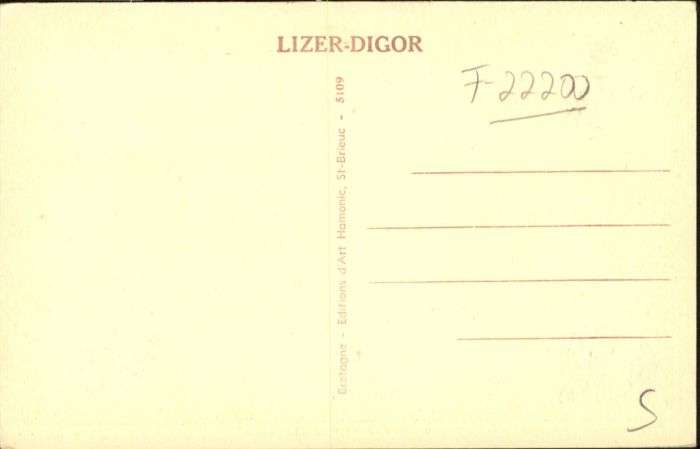 LIZER-DIGOR
F-22200
Bretagne - Editions d'Art Hamonic, St-Brieuc - 5109
S